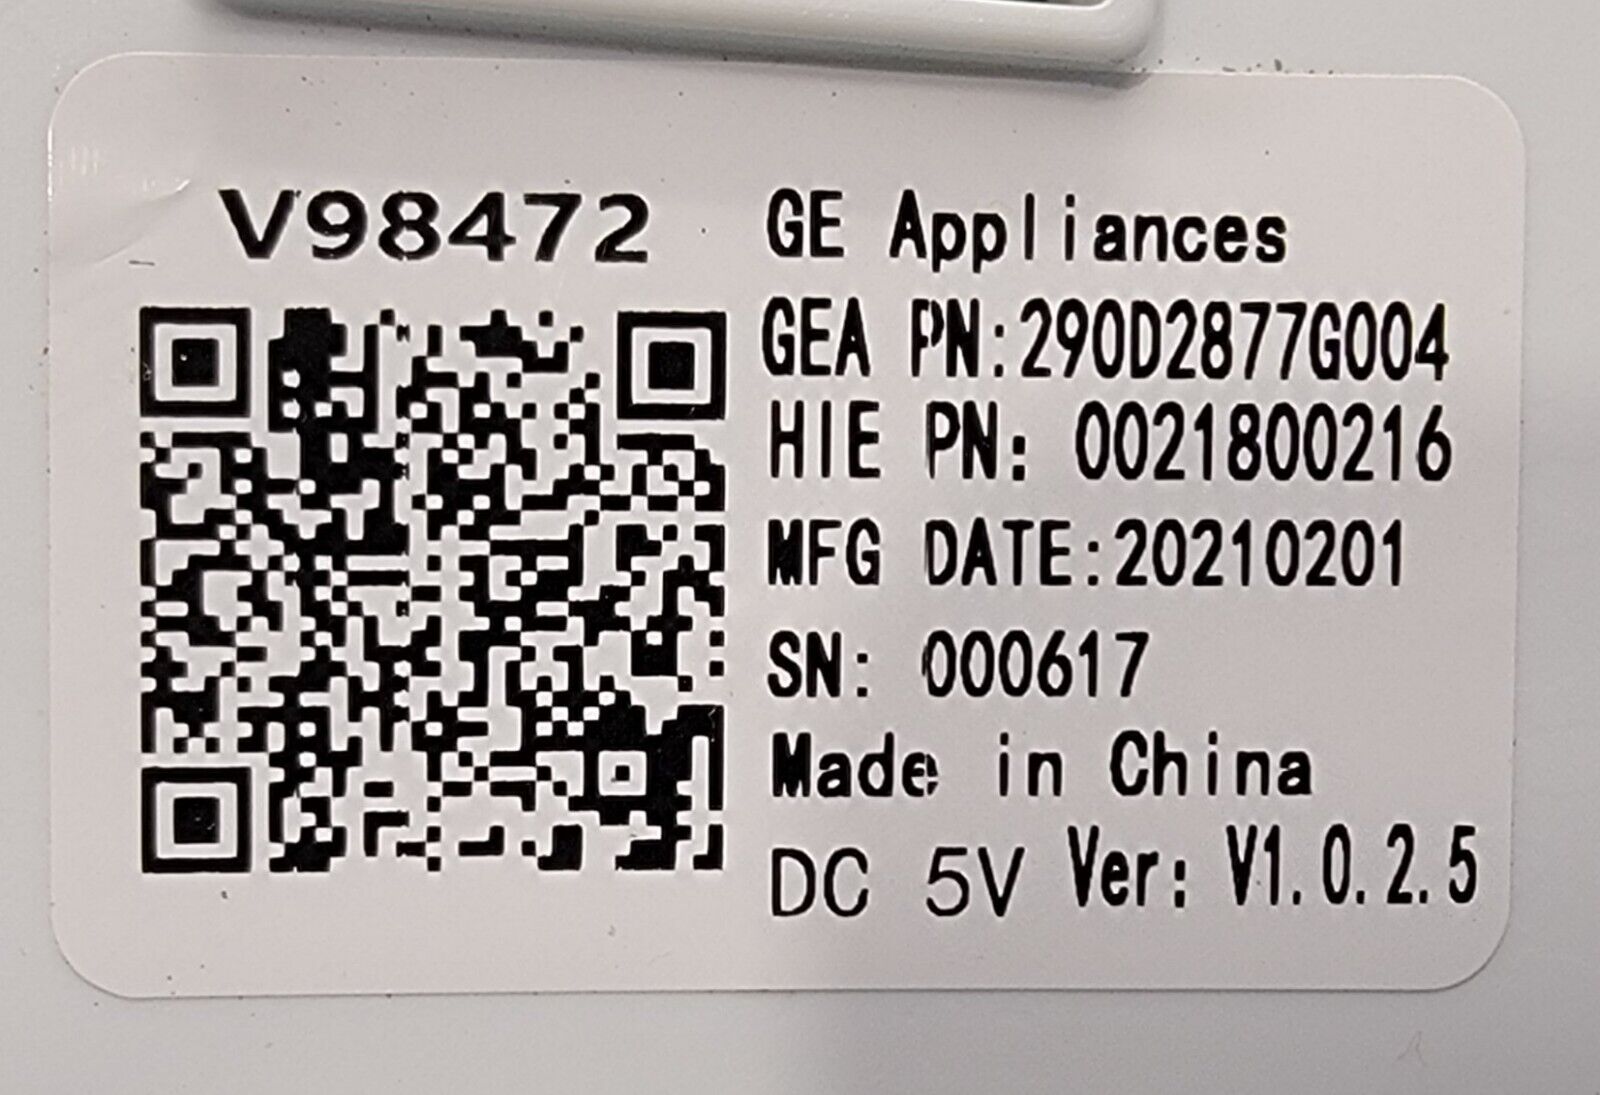 V98472
GE Appliances
GEA PN:290D2877G004
HIE PN: 0021800216
MFG DATE:20210201
SN: 000617
Made in China
DC 5V Ver: V1.0.2.5